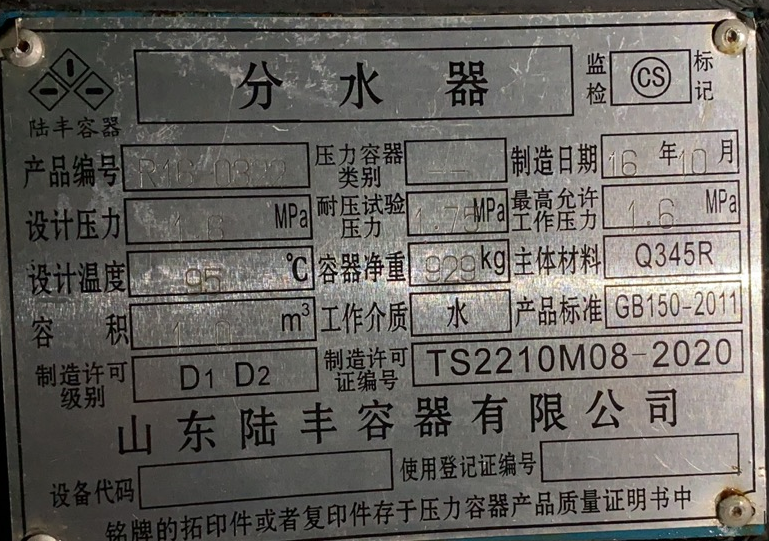 陆丰容器
分水器
监检 CS 标记
产品编号 R16-0392 压力容器类别 — 制造日期 16 年 10 月
设计压力 1.6 MPa 耐压试验压力 1.75 MPa 最高允许工作压力 1.6 MPa
设计温度 95 ℃ 容器净重 929 kg 主体材料 Q345R
容积 1.0 m³ 工作介质 水 产品标准 GB150-2011
制造许可级别 D1 D2 制造许可证编号 TS2210M08-2020
山东陆丰容器有限公司
设备代码 使用登记证编号
铭牌的拓印件或者复印件存于压力容器产品质量证明书中